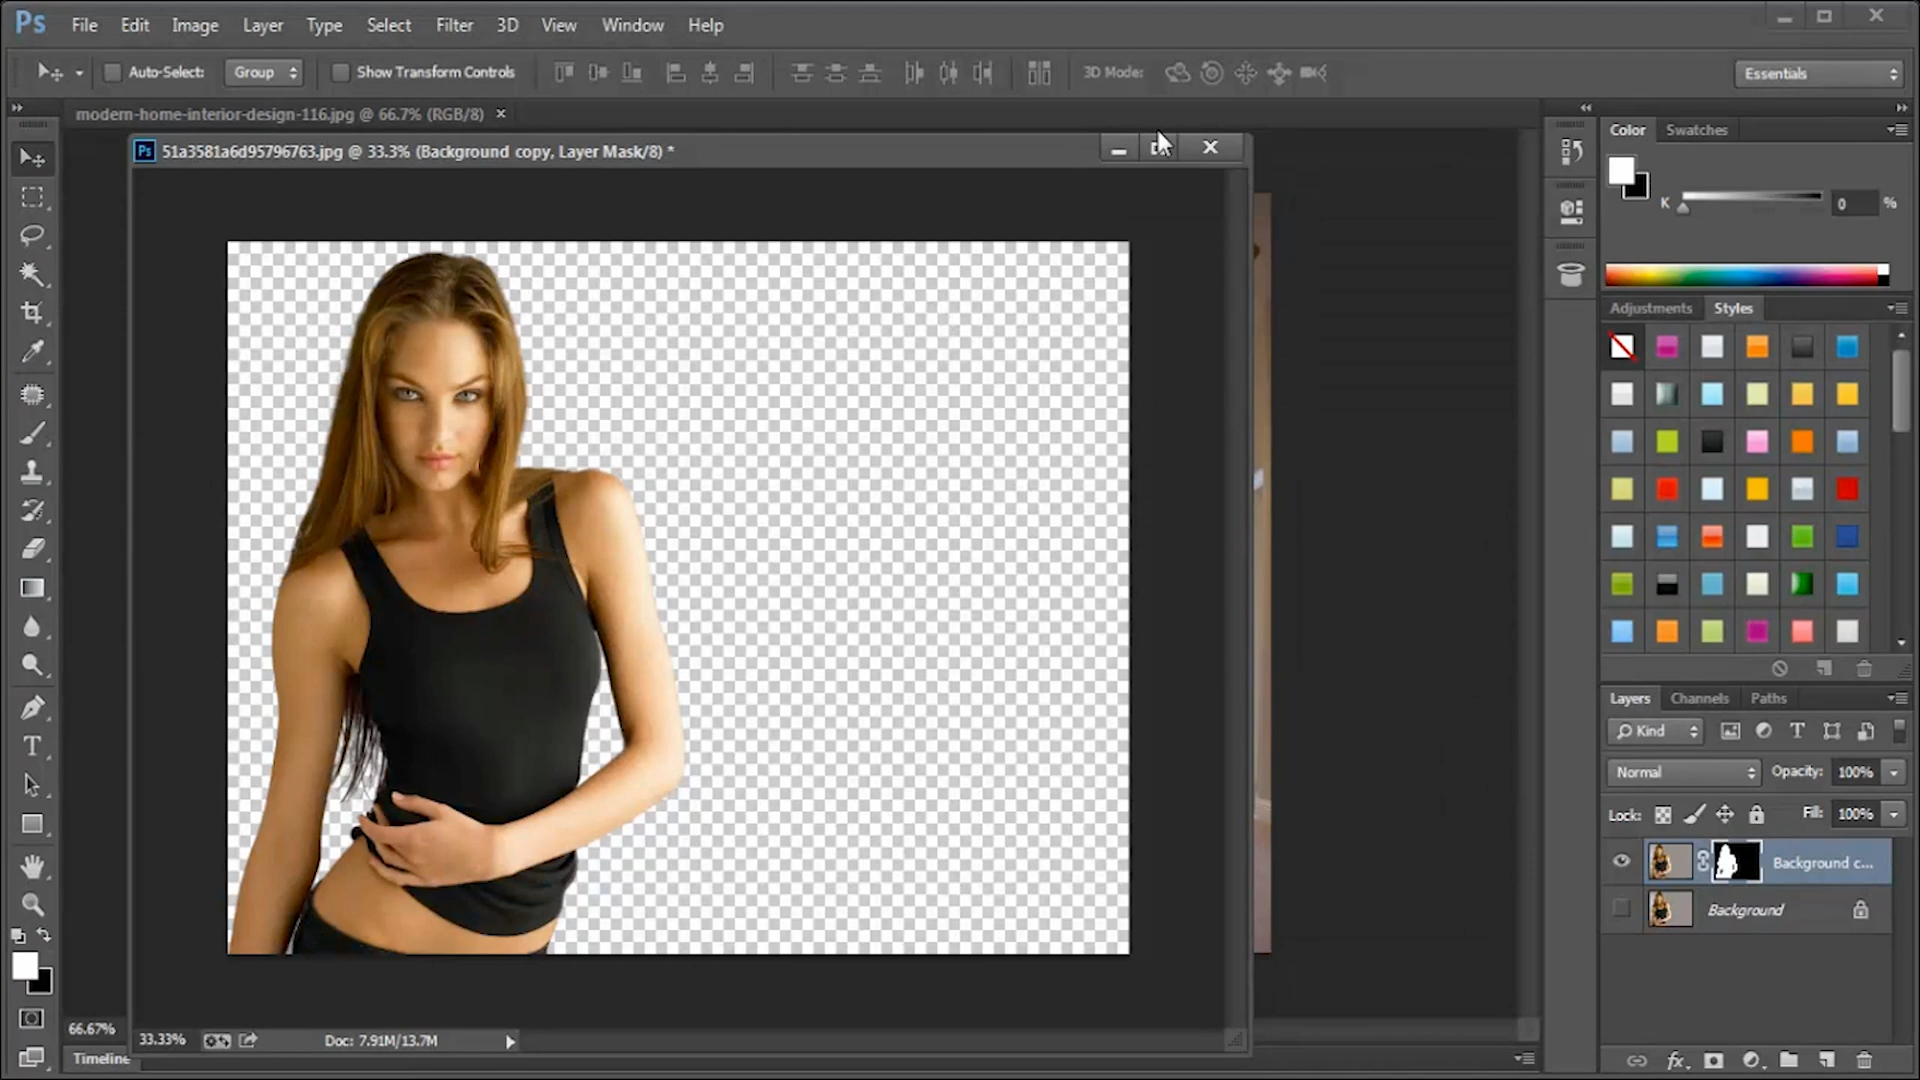 Ps File Edit Image Layer Type Select Filter 3D View Window Help
Auto-Select: Group Show Transform Controls 3D Mode: Essentials
modern-home-interior-design-116.jpg @ 66.7% (RGB/8) ×
Ps 51a3581a6d95796763.jpg @ 33.3% (Background copy, Layer Mask/8) *
Color Swatches
K 0 %
Adjustments Styles
Layers Channels Paths
Kind
Normal Opacity: 100%
Lock: Fill: 100%
Background c...
Background
66.67%
33.33% Doc: 7.91M/13.7M
Timeline
fx